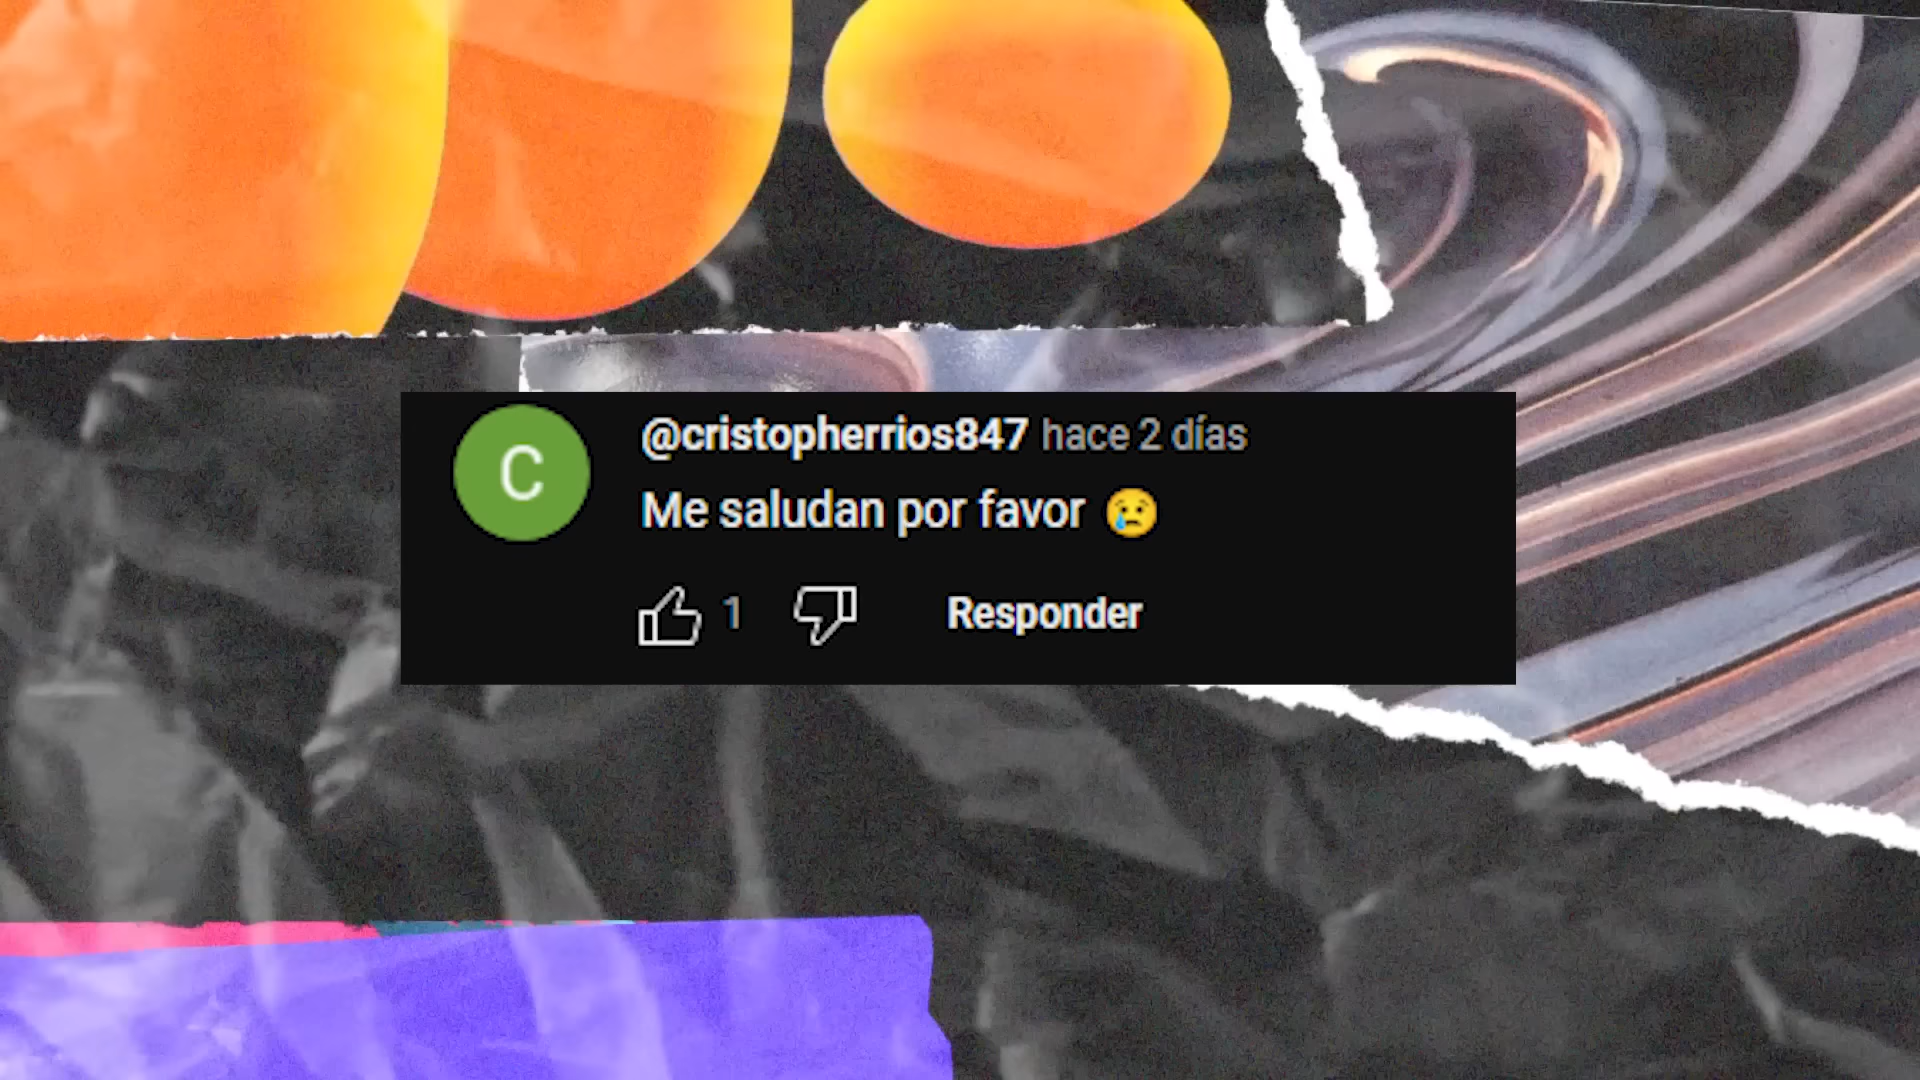 @cristopherrios847 hace 2 días
Me saludan por favor 😢
1 Responder
C